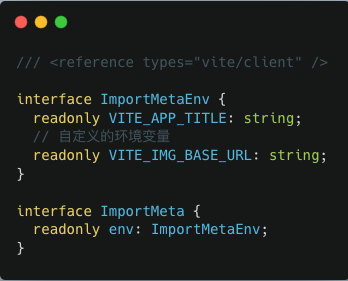 /// <reference types="vite/client" />
interface ImportMetaEnv {
readonly VITE_APP_TITLE: string;
// 自定义的环境变量
readonly VITE_IMG_BASE_URL: string;
}
interface ImportMeta {
readonly env: ImportMetaEnv;
}